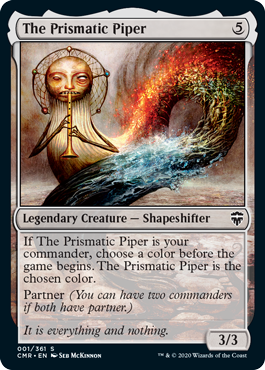 The Prismatic Piper 5
Legendary Creature — Shapeshifter
If The Prismatic Piper is your
commander, choose a color before the
game begins. The Prismatic Piper is the
chosen color.
Partner (You can have two commanders
if both have partner.)
It is everything and nothing.
3/3
001/361 S
CMR • EN Seb McKinnon
™ & © 2020 Wizards of the Coast